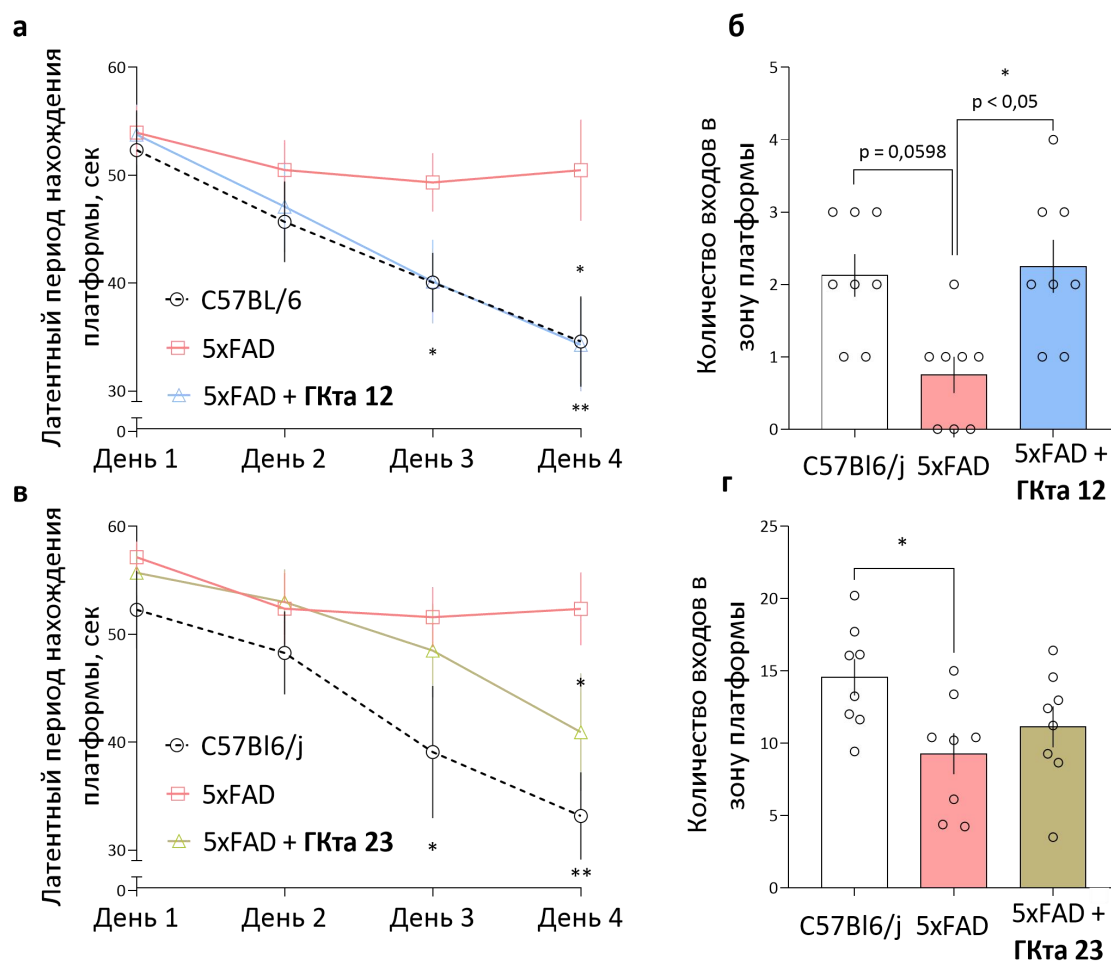 а
Латентный период нахождения
платформы, сек
60
50
40
30
0
C57BL/6
5xFAD
5xFAD + ГКта 12
*
*
**
День 1
День 2
День 3
День 4
б
Количество входов в
зону платформы
5
4
3
2
1
0
*
p < 0,05
p = 0,0598
C57Bl6/j
5xFAD
5xFAD +
ГКта 12
в
Латентный период нахождения
платформы, сек
60
50
40
30
0
C57Bl6/j
5xFAD
5xFAD + ГКта 23
*
*
**
День 1
День 2
День 3
День 4
г
Количество входов в
зону платформы
25
20
15
10
5
0
*
C57Bl6/j
5xFAD
5xFAD +
ГКта 23